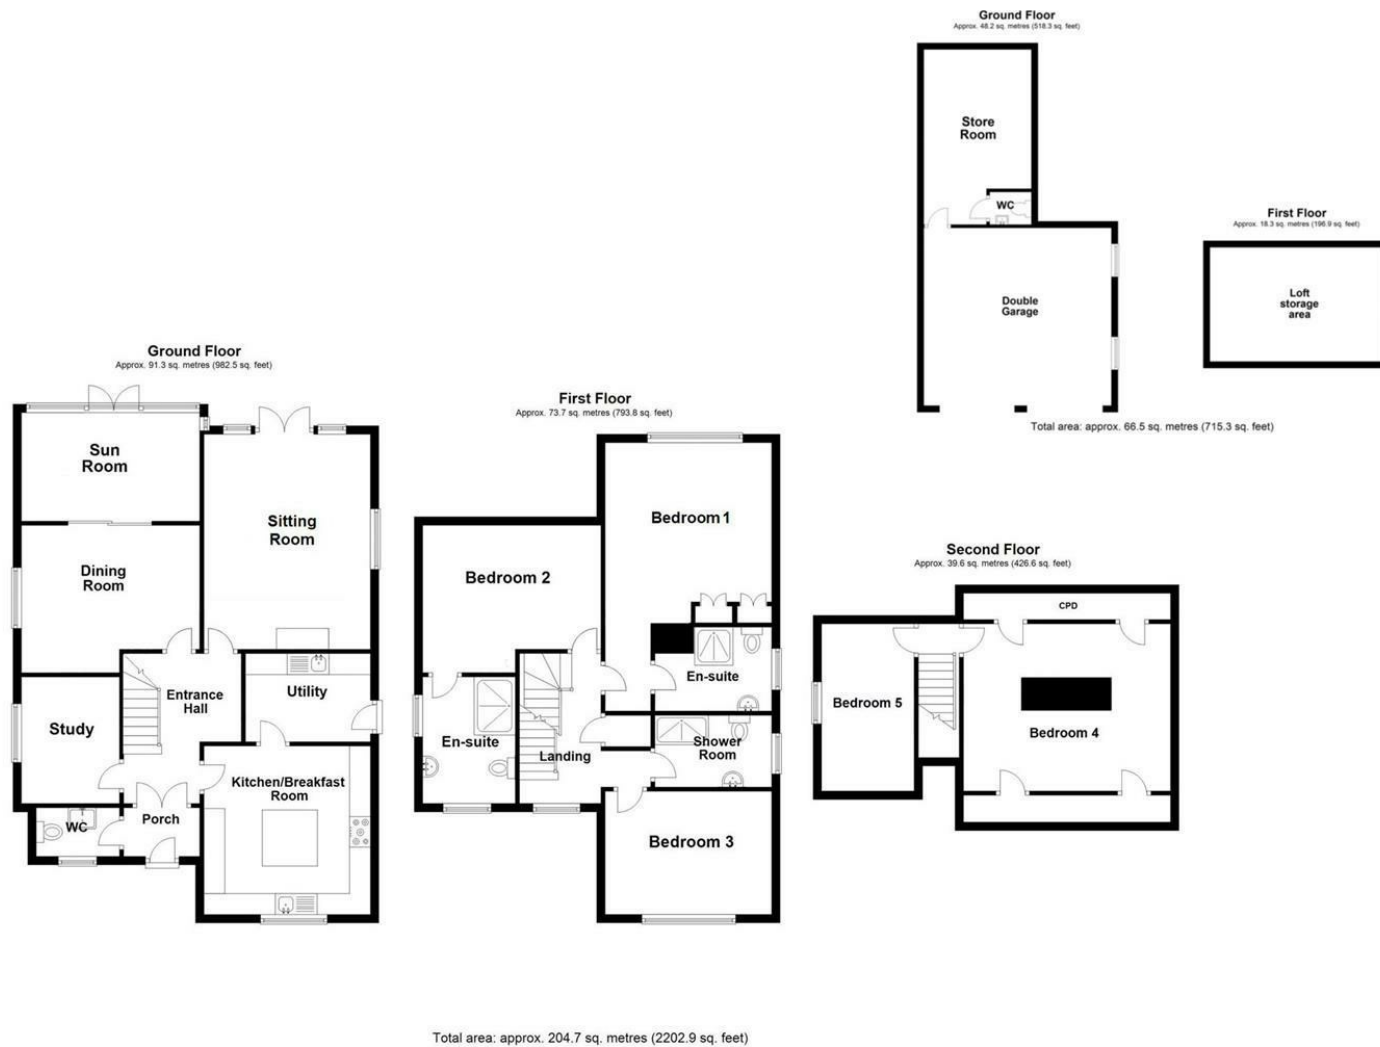 Ground Floor
Approx. 48.2 sq. metres (518.3 sq. feet)
Store
Room
WC
Double
Garage
First Floor
Approx. 18.3 sq. metres (196.9 sq. feet)
Loft
storage
area
Total area: approx. 66.5 sq. metres (715.3 sq. feet)
Ground Floor
Approx. 91.3 sq. metres (982.5 sq. feet)
Sun
Room
Sitting
Room
Dining
Room
Entrance
Hall
Utility
Study
Kitchen/Breakfast
Room
WC
Porch
First Floor
Approx. 73.7 sq. metres (793.8 sq. feet)
Bedroom 1
Bedroom 2
En-suite
En-suite
Landing
Shower
Room
Bedroom 3
Second Floor
Approx. 39.6 sq. metres (426.6 sq. feet)
CPD
Bedroom 5
Bedroom 4
Total area: approx. 204.7 sq. metres (2202.9 sq. feet)